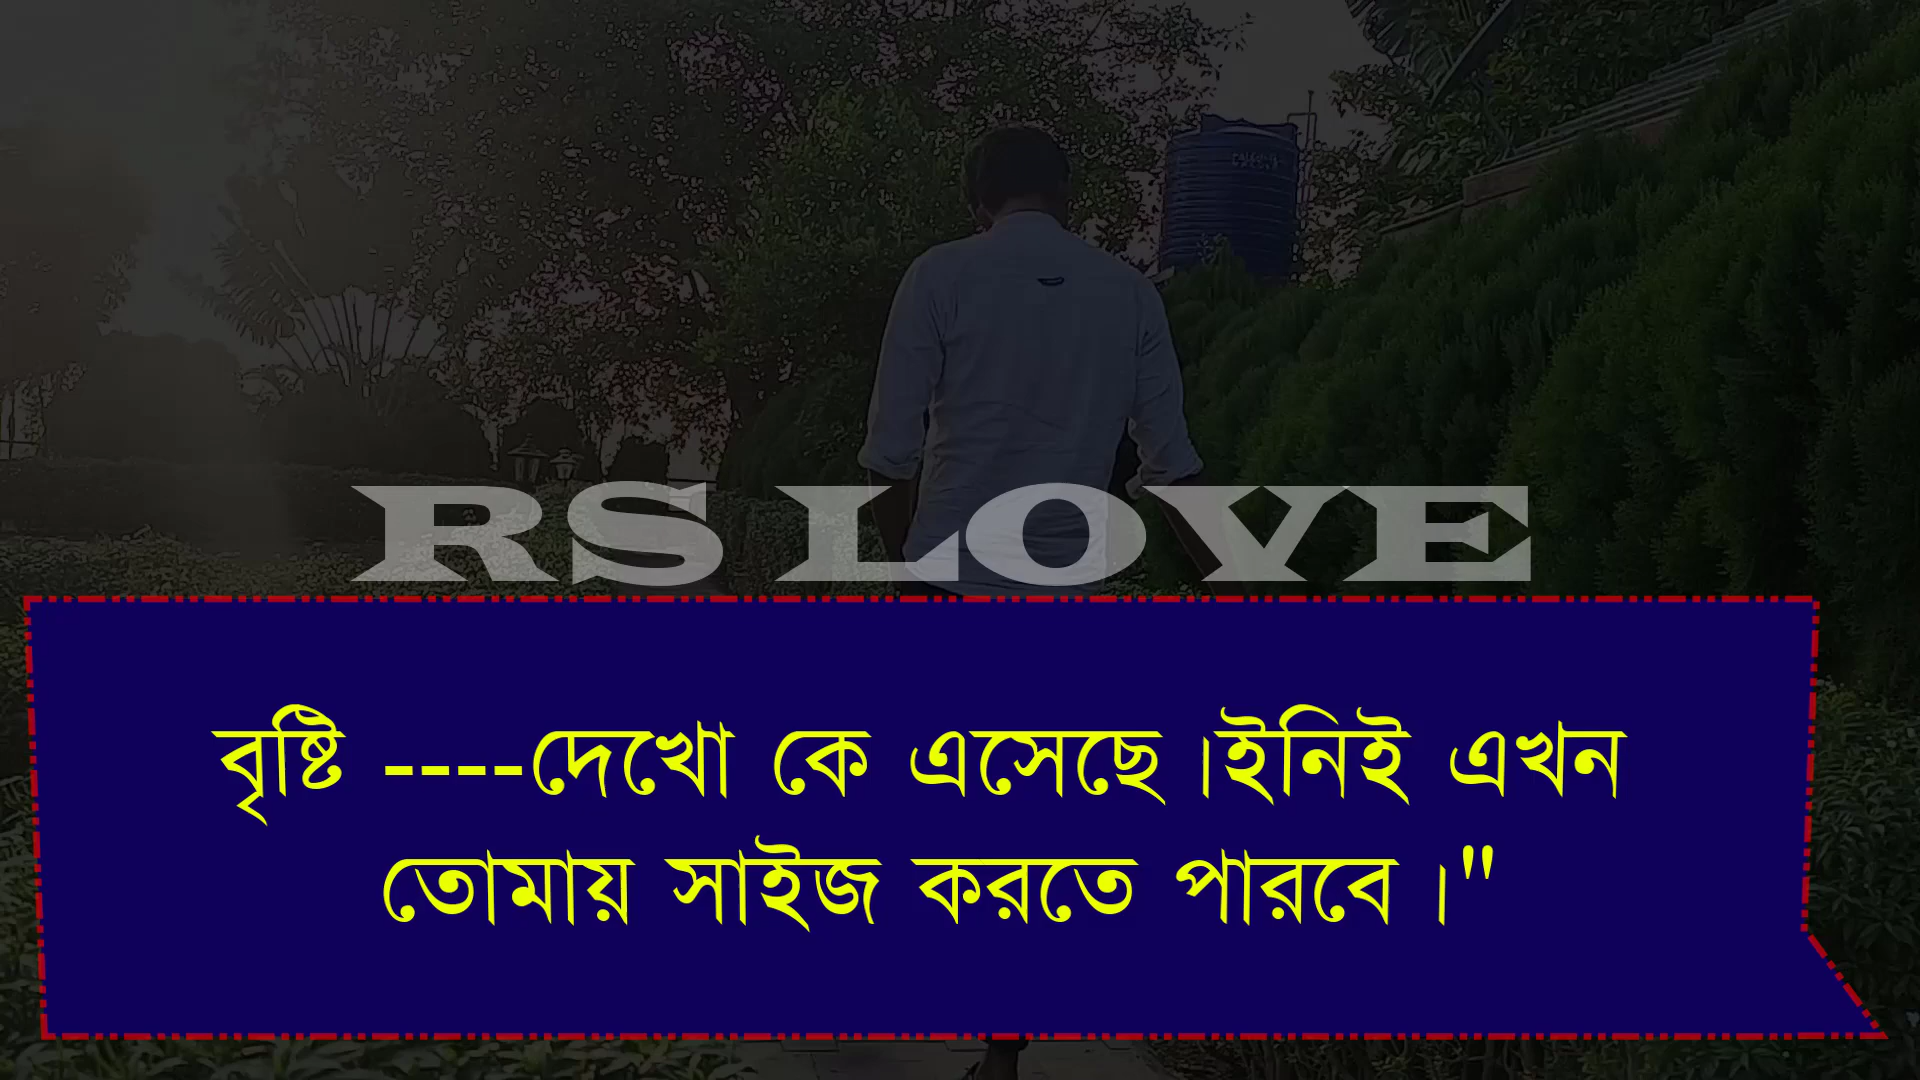 RS LOVE
বৃষ্টি ----দেখো কে এসেছে।ইনিই এখন
তোমায় সাইজ করতে পারবে।"